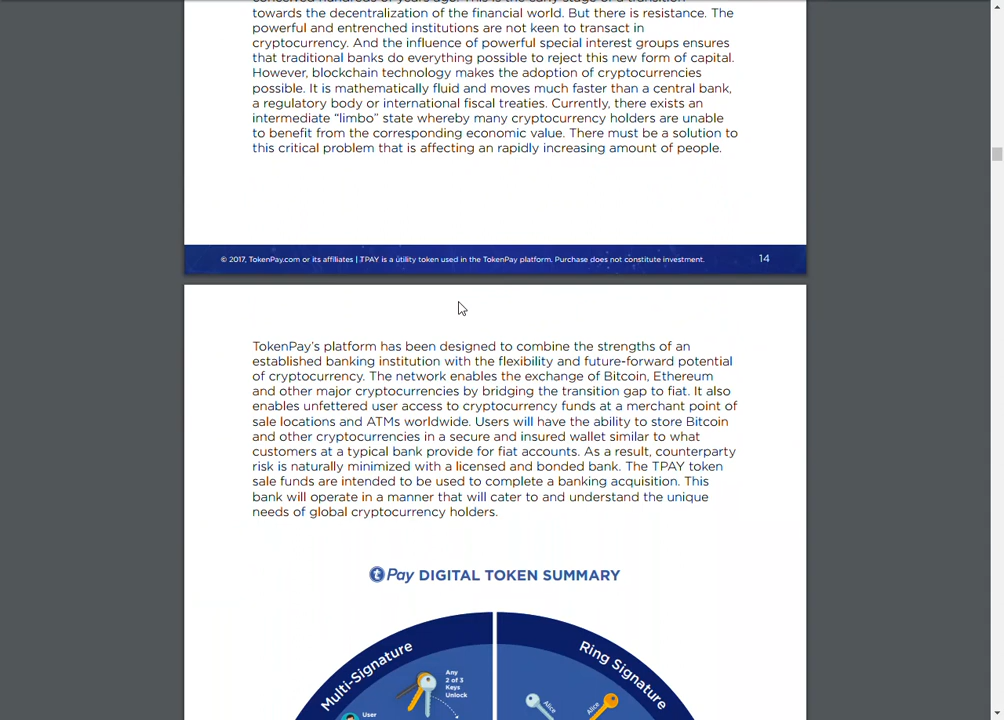 towards the decentralization of the financial world. But there is resistance. The
powerful and entrenched institutions are not keen to transact in
cryptocurrency. And the influence of powerful special interest groups ensures
that traditional banks do everything possible to reject this new form of capital.
However, blockchain technology makes the adoption of cryptocurrencies
possible. It is mathematically fluid and moves much faster than a central bank,
a regulatory body or international fiscal treaties. Currently, there exists an
intermediate “limbo” state whereby many cryptocurrency holders are unable
to benefit from the corresponding economic value. There must be a solution to
this critical problem that is affecting an rapidly increasing amount of people.
© 2017, TokenPay.com or its affiliates | TPAY is a utility token used in the TokenPay platform. Purchase does not constitute investment. 14
TokenPay's platform has been designed to combine the strengths of an
established banking institution with the flexibility and future-forward potential
of cryptocurrency. The network enables the exchange of Bitcoin, Ethereum
and other major cryptocurrencies by bridging the transition gap to fiat. It also
enables unfettered user access to cryptocurrency funds at a merchant point of
sale locations and ATMs worldwide. Users will have the ability to store Bitcoin
and other cryptocurrencies in a secure and insured wallet similar to what
customers at a typical bank provide for fiat accounts. As a result, counterparty
risk is naturally minimized with a licensed and bonded bank. The TPAY token
sale funds are intended to be used to complete a banking acquisition. This
bank will operate in a manner that will cater to and understand the unique
needs of global cryptocurrency holders.
tPay DIGITAL TOKEN SUMMARY
Multi-Signature
Ring Signature
Any
2 of 3
Keys
Unlock
User
Alice
Alice